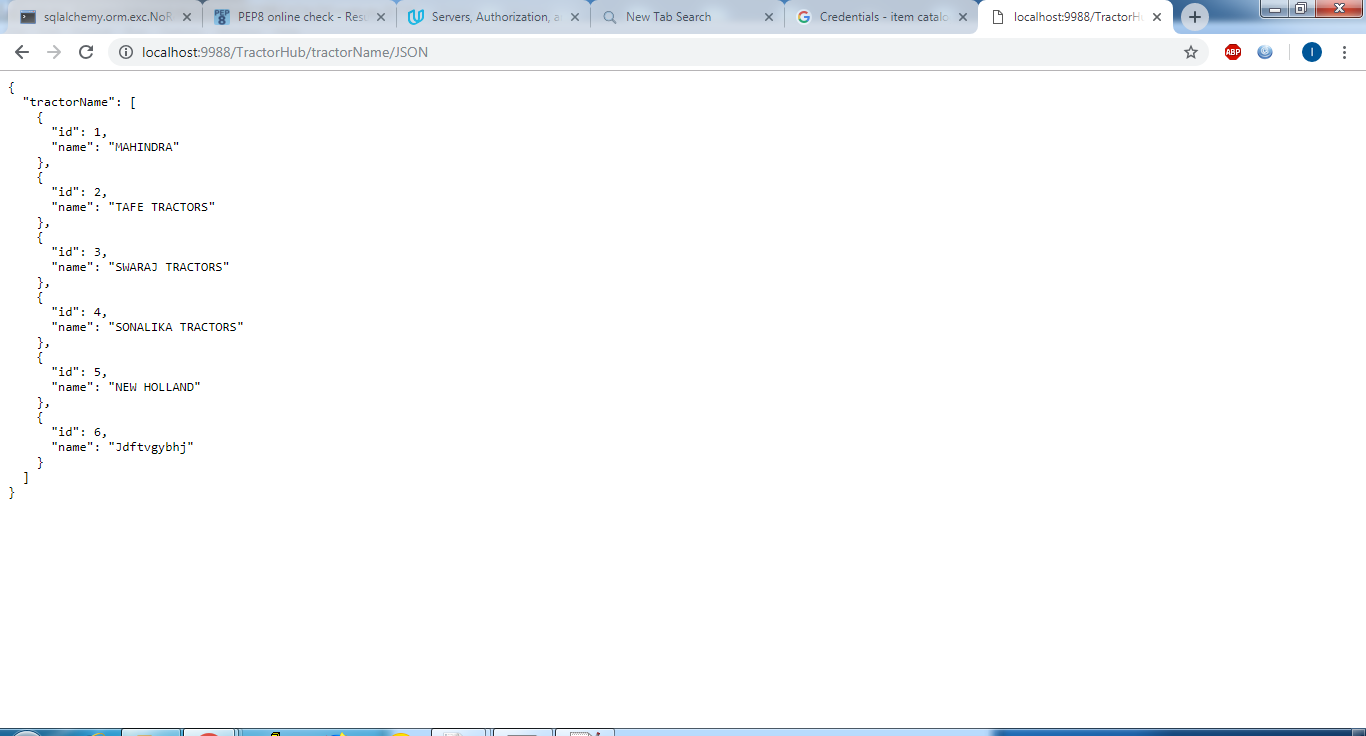 sqlalchemy.orm.exc.NoR
PEP8 online check - Resu
Servers, Authorization, a
New Tab Search
Credentials - item catalo
localhost:9988/TractorH
localhost:9988/TractorHub/tractorName/JSON
ABP
I
{
  "tractorName": [
    {
      "id": 1,
      "name": "MAHINDRA"
    },
    {
      "id": 2,
      "name": "TAFE TRACTORS"
    },
    {
      "id": 3,
      "name": "SWARAJ TRACTORS"
    },
    {
      "id": 4,
      "name": "SONALIKA TRACTORS"
    },
    {
      "id": 5,
      "name": "NEW HOLLAND"
    },
    {
      "id": 6,
      "name": "Jdftvgybhj"
    }
  ]
}